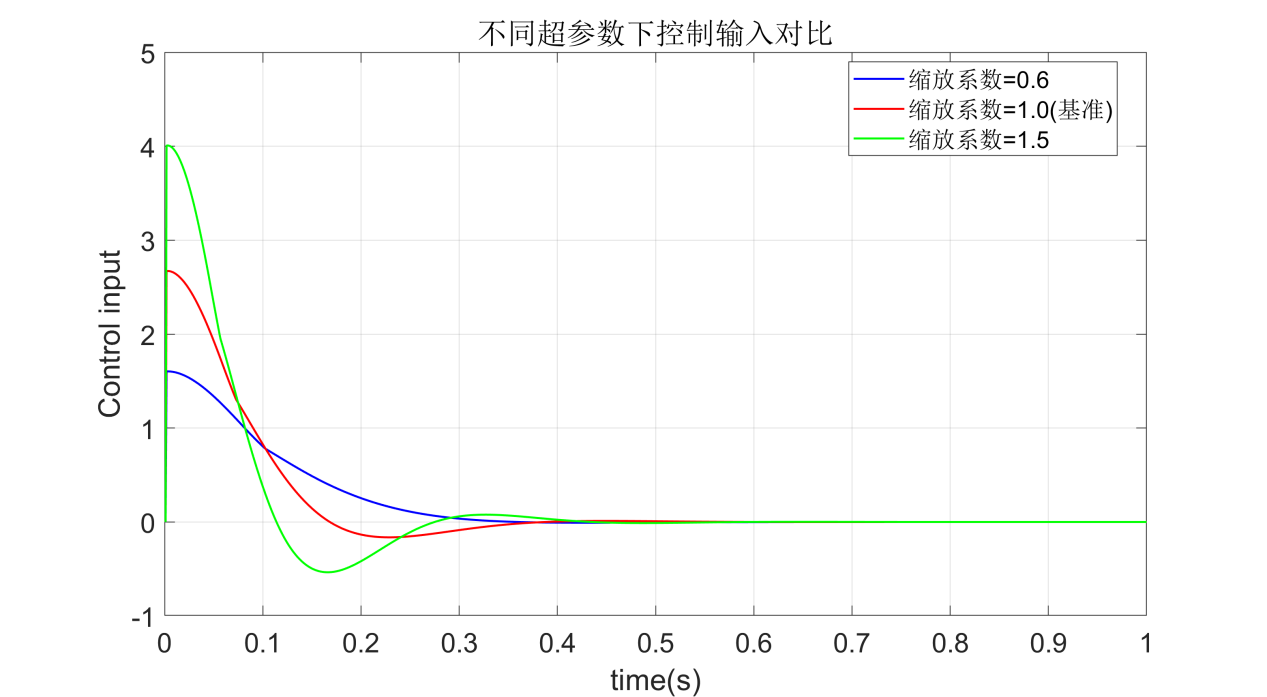 不同超参数下控制输入对比
缩放系数=0.6
缩放系数=1.0(基准)
缩放系数=1.5
Control input
5
4
3
2
1
0
-1
0 0.1 0.2 0.3 0.4 0.5 0.6 0.7 0.8 0.9 1
time(s)